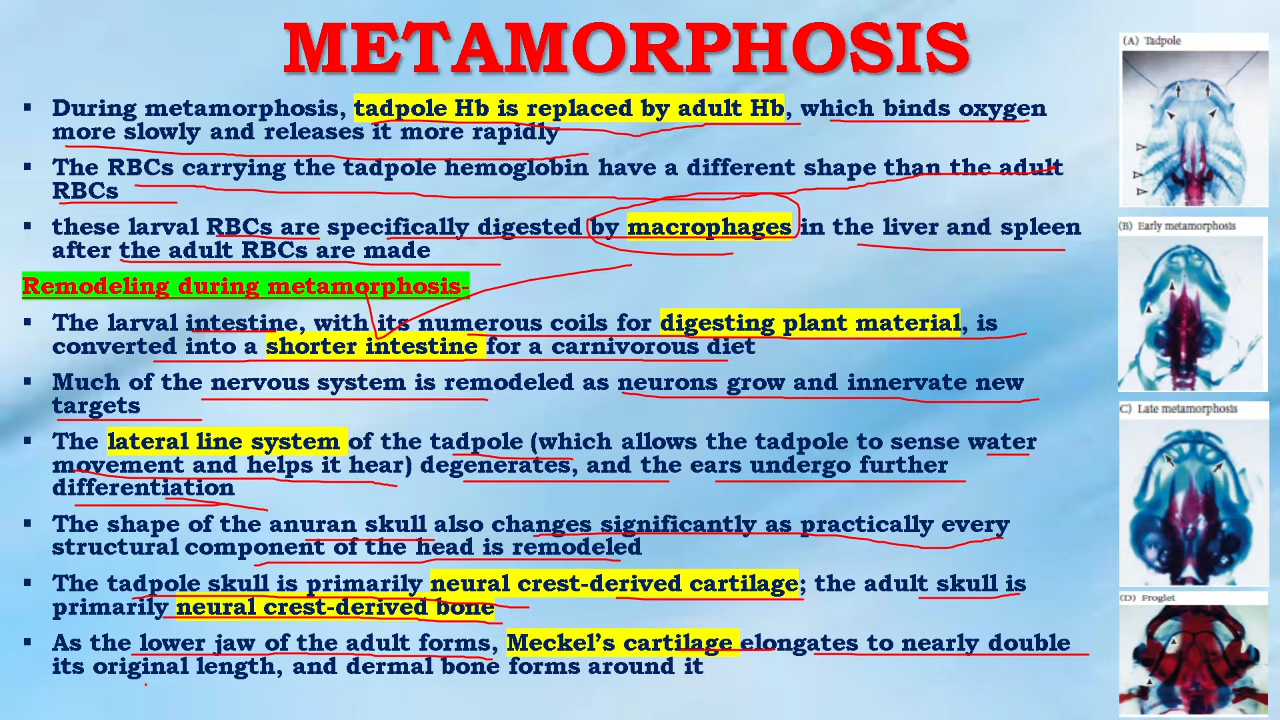 METAMORPHOSIS
▪ During metamorphosis, tadpole Hb is replaced by adult Hb, which binds oxygen
more slowly and releases it more rapidly
▪ The RBCs carrying the tadpole hemoglobin have a different shape than the adult
RBCs
▪ these larval RBCs are specifically digested by macrophages in the liver and spleen
after the adult RBCs are made
Remodeling during metamorphosis-
▪ The larval intestine, with its numerous coils for digesting plant material, is
converted into a shorter intestine for a carnivorous diet
▪ Much of the nervous system is remodeled as neurons grow and innervate new
targets
▪ The lateral line system of the tadpole (which allows the tadpole to sense water
movement and helps it hear) degenerates, and the ears undergo further
differentiation
▪ The shape of the anuran skull also changes significantly as practically every
structural component of the head is remodeled
▪ The tadpole skull is primarily neural crest-derived cartilage; the adult skull is
primarily neural crest-derived bone
▪ As the lower jaw of the adult forms, Meckel's cartilage elongates to nearly double
its original length, and dermal bone forms around it
(A) Tadpole
(B) Early metamorphosis
C) Late metamorphosis
(D) Froglet